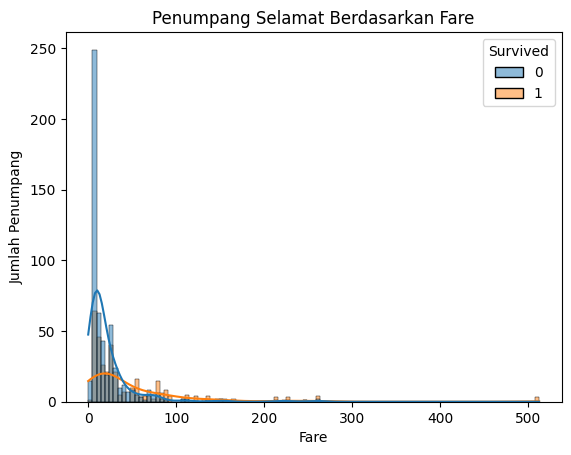 Penumpang Selamat Berdasarkan Fare
Survived
0
1
Jumlah Penumpang
250
200
150
100
50
0
0 100 200 300 400 500
Fare